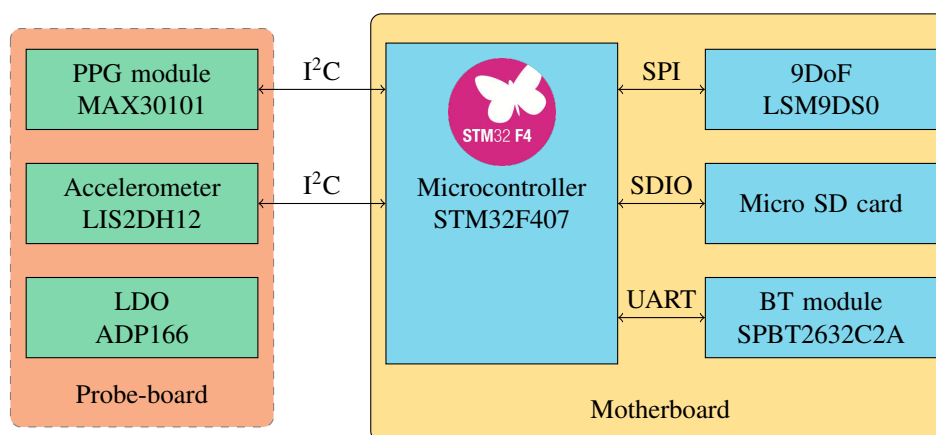 PPG module
MAX30101
I²C
Accelerometer
LIS2DH12
I²C
LDO
ADP166
Probe-board
STM32 F4
Microcontroller
STM32F407
SPI
9DoF
LSM9DS0
SDIO
Micro SD card
UART
BT module
SPBT2632C2A
Motherboard